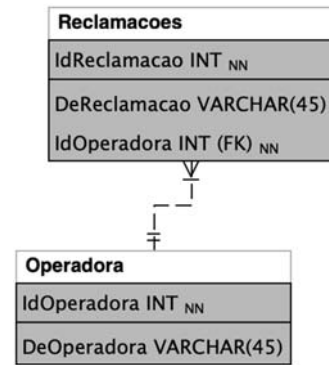 Reclamacoes
IdReclamacao INT NN
DeReclamacao VARCHAR(45)
IdOperadora INT (FK) NN
Operadora
IdOperadora INT NN
DeOperadora VARCHAR(45)